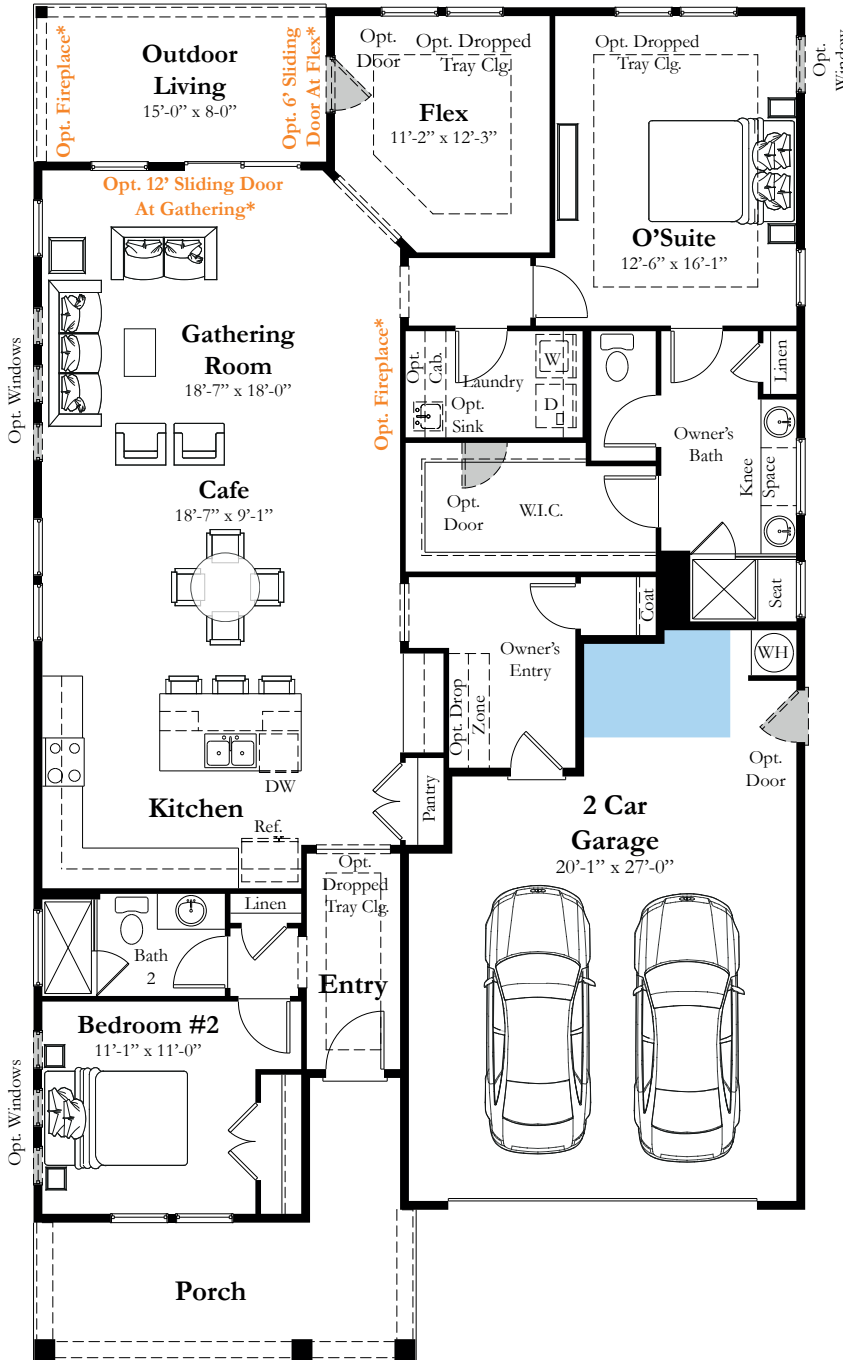 Opt. Fireplace*
Outdoor
Living
15’-0” x 8-0”
Opt. 6’ Sliding
Door At Flex*
Opt.
Door
Opt. Dropped
Tray Clg.
Flex
11’-2” x 12’-3”
Opt. Dropped
Tray Clg.
Opt.
Window
O’Suite
12’-6” x 16’-1”
Opt. 12’ Sliding Door
At Gathering*
Gathering
Room
18’-7” x 18’-0”
Opt. Windows
Opt. Fireplace*
Opt.
Cab.
Laundry
Opt.
Sink
W
D
Linen
Owner’s
Bath
Knee
Space
Opt.
Door
W.I.C.
Cafe
18’-7” x 9’-1”
Coat
Seat
Owner’s
Entry
WH
Opt. Drop
Zone
Opt.
Door
DW
Kitchen
Ref.
Pantry
2 Car
Garage
20’-1” x 27’-0”
Opt.
Dropped
Tray Clg.
Linen
Bath
2
Entry
Bedroom #2
11’-1” x 11’-0”
Opt. Windows
Porch